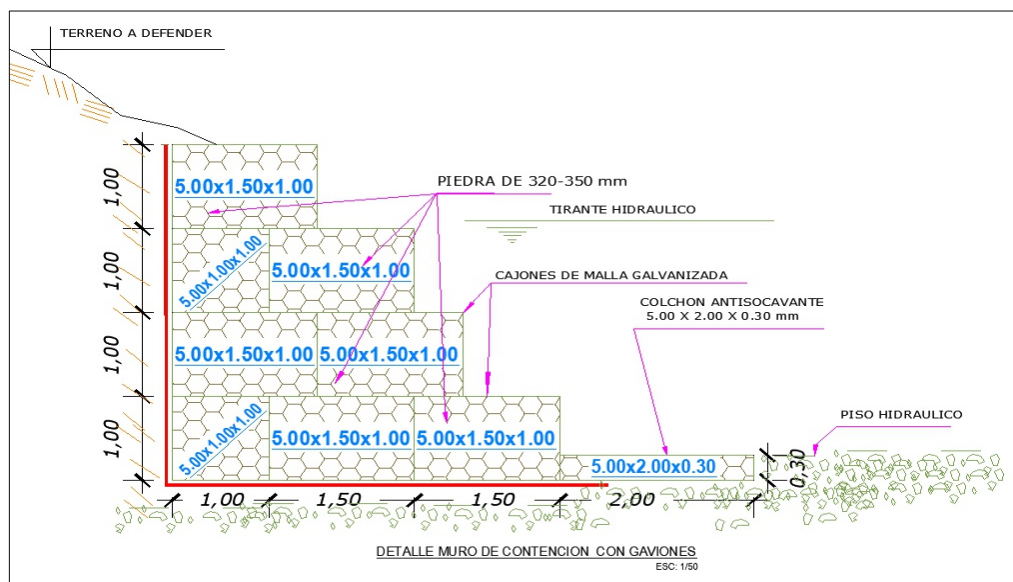 TERRENO A DEFENDER
1,00
5.00x1.50x1.00
PIEDRA DE 320-350 mm
TIRANTE HIDRAULICO
1,00
5.00x1.00x1.00
5.00x1.50x1.00
CAJONES DE MALLA GALVANIZADA
COLCHON ANTISOCAVANTE
5.00 X 2.00 X 0.30 mm
1,00
5.00x1.50x1.00
5.00x1.50x1.00
1,00
5.00x1.00x1.00
5.00x1.50x1.00
5.00x1.50x1.00
PISO HIDRAULICO
5.00x2.00x0.30
0,30
1,00
1,50
1,50
2,00
DETALLE MURO DE CONTENCION CON GAVIONES
ESC: 1/50